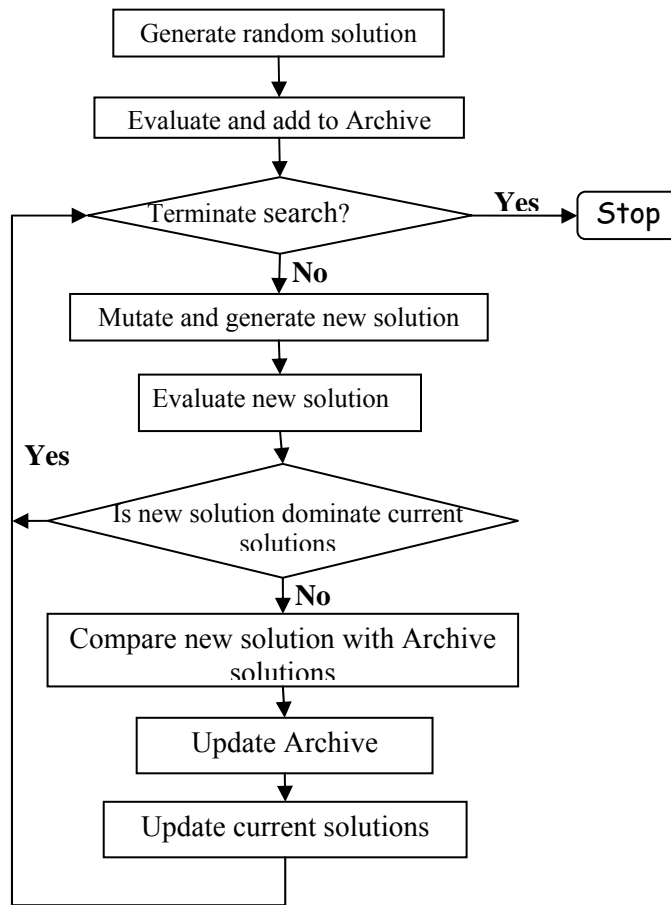 Generate random solution
Evaluate and add to Archive
Terminate search?
Yes
Stop
No
Mutate and generate new solution
Evaluate new solution
Yes
Is new solution dominate current
solutions
No
Compare new solution with Archive
solutions
Update Archive
Update current solutions